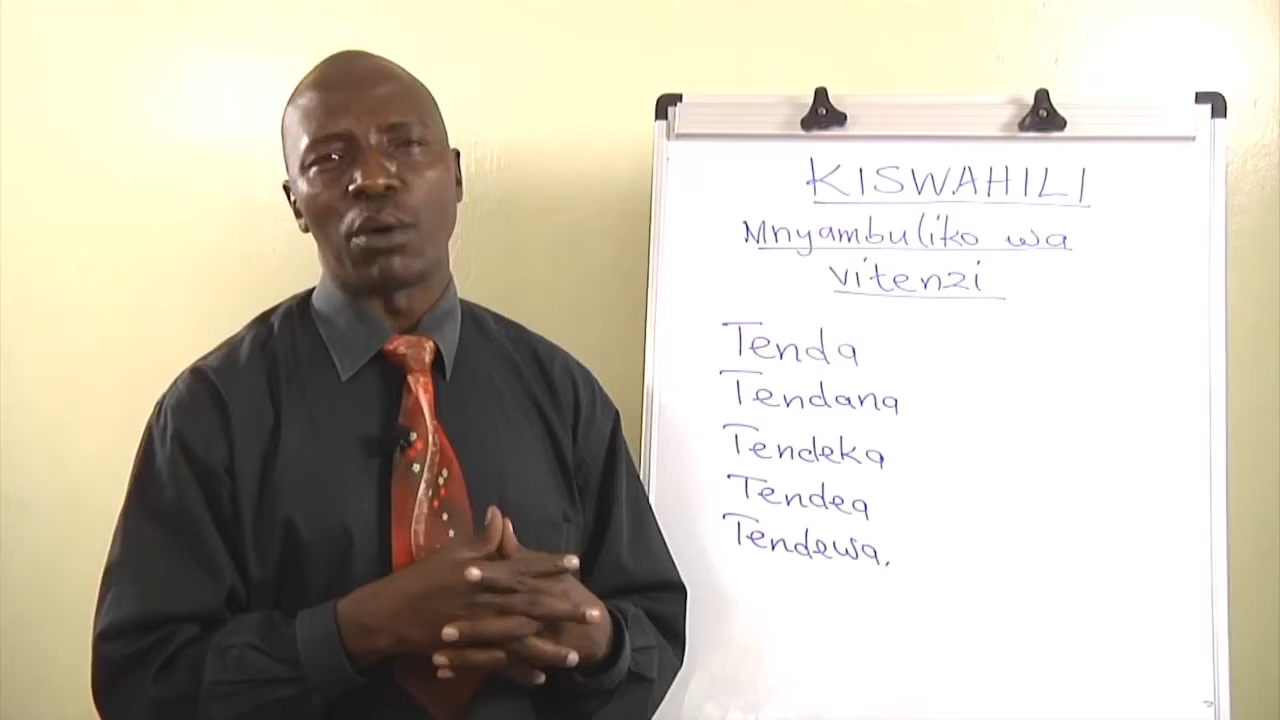 KISWAHILI
Mnyambuliko wa
vitenzi
Tenda
Tendana
Tendeka
Tendea
Tendewa.